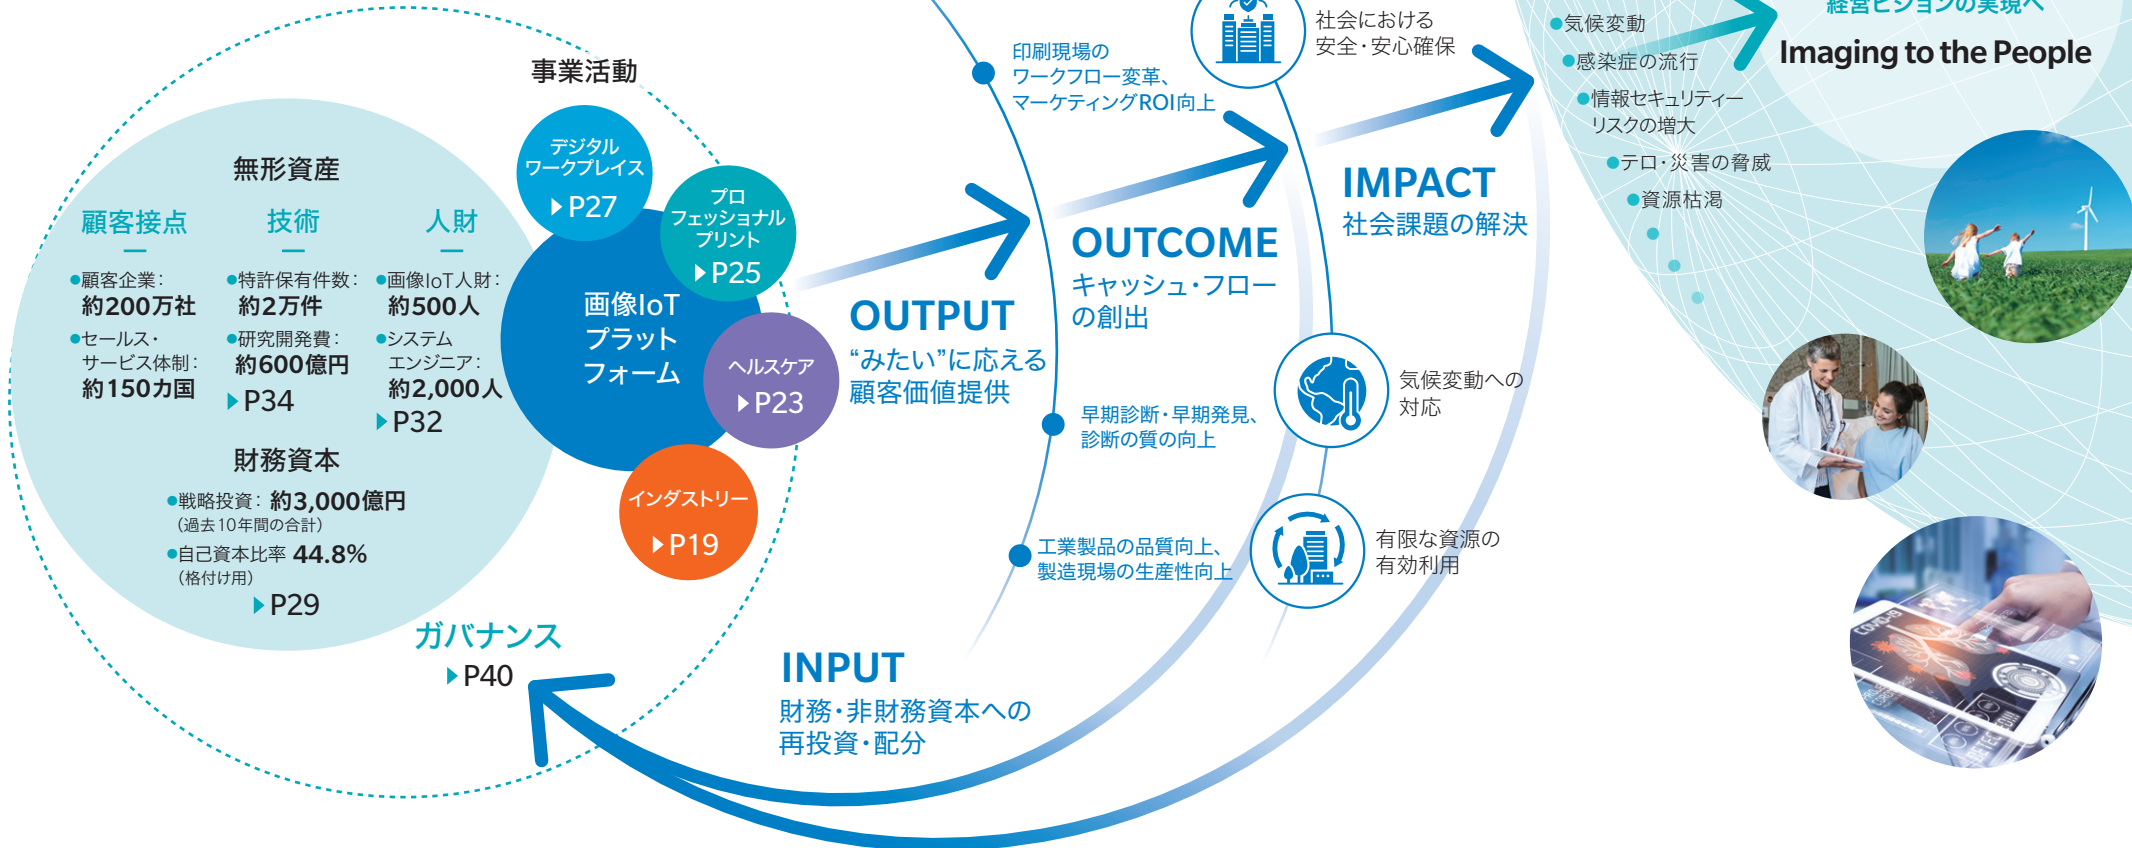 事業活動
無形資産
顧客接点
●顧客企業：
約200万社
●セールス・
サービス体制：
約150カ国
技術
●特許保有件数：
約2万件
●研究開発費：
約600億円
▶P34
人財
●画像IoT人財：
約500人
●システム
エンジニア：
約2,000人
▶P32
財務資本
●戦略投資：約3,000億円
（過去10年間の合計）
●自己資本比率 44.8%
（格付け用）
▶P29
ガバナンス
▶P40
デジタル
ワークプレイス
▶P27
プロ
フェッショナル
プリント
▶P25
画像IoT
プラット
フォーム
ヘルスケア
▶P23
インダストリー
▶P19
OUTPUT
“みたい”に応える
顧客価値提供
印刷現場の
ワークフロー変革、
マーケティングROI向上
早期診断・早期発見、
診断の質の向上
工業製品の品質向上、
製造現場の生産性向上
INPUT
財務・非財務資本への
再投資・配分
OUTCOME
キャッシュ・フロー
の創出
社会における
安全・安心確保
気候変動への
対応
有限な資源の
有効利用
IMPACT
社会課題の解決
●気候変動
●感染症の流行
●情報セキュリティー
リスクの増大
●テロ・災害の脅威
●資源枯渇
経営ビジョンの実現へ
Imaging to the People
COVID-19